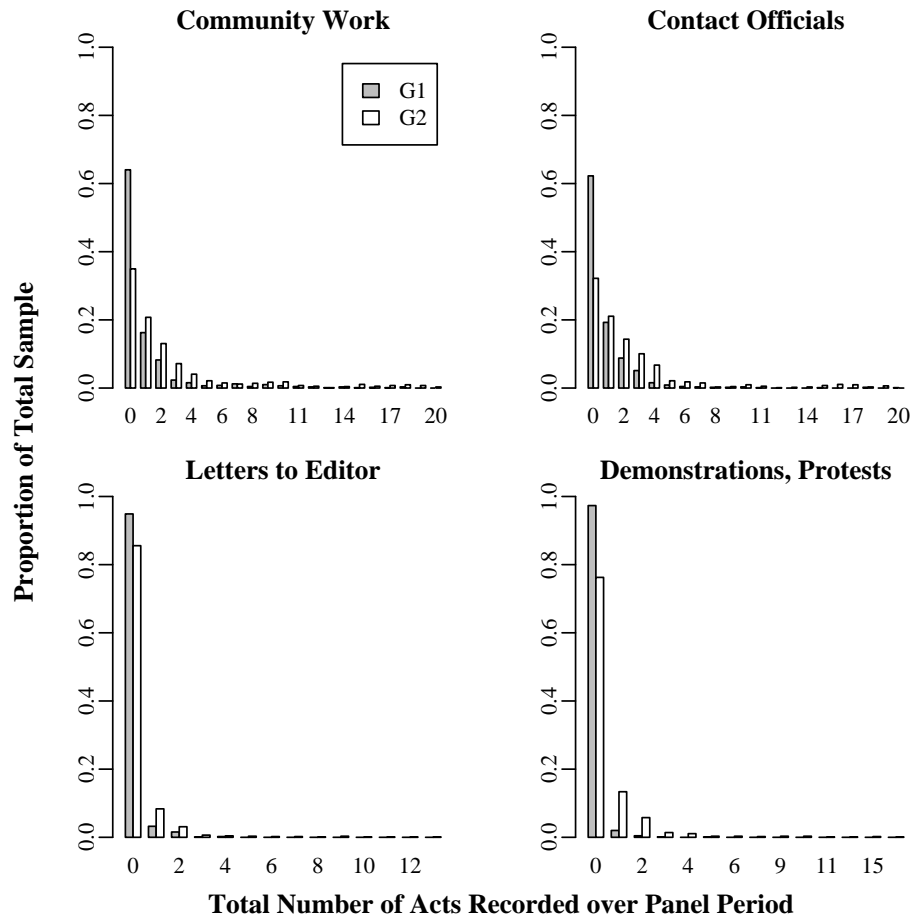 Community Work
Contact Officials
G1
G2
1.0
0.8
0.6
0.4
0.2
0.0
0 2 4 6 8 11 14 17 20
1.0
0.8
0.6
0.4
0.2
0.0
0 2 4 6 8 11 14 17 20
Proportion of Total Sample
Letters to Editor
Demonstrations, Protests
1.0
0.8
0.6
0.4
0.2
0.0
0 2 4 6 8 10 12
1.0
0.8
0.6
0.4
0.2
0.0
0 2 4 6 9 11 15
Total Number of Acts Recorded over Panel Period